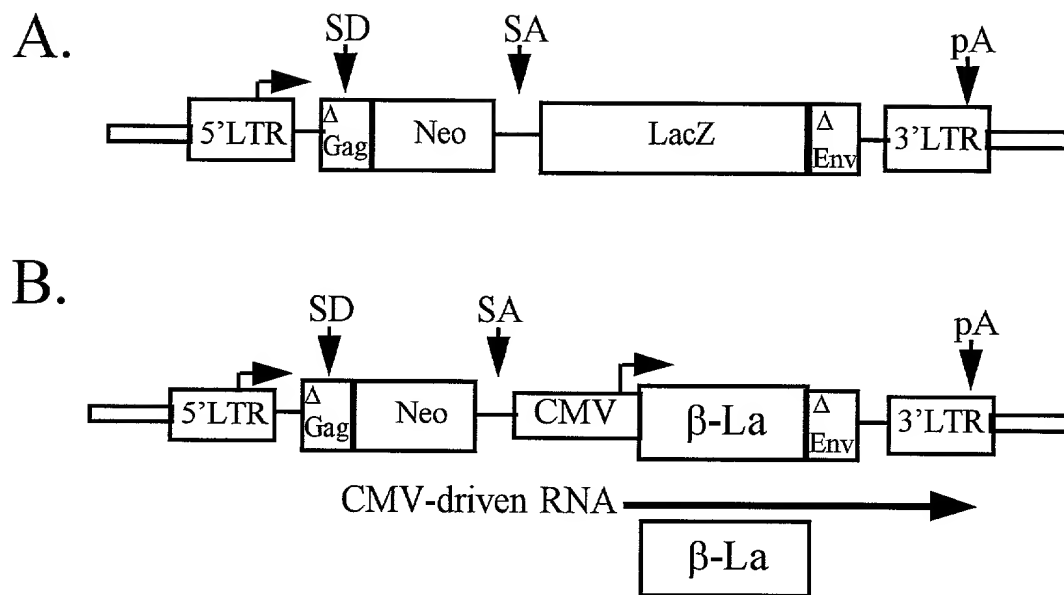 A.
SD
SA
pA
5'LTR
Δ
Gag
Neo
LacZ
Δ
Env
3'LTR
B.
SD
SA
pA
5'LTR
Δ
Gag
Neo
CMV
β-La
Δ
Env
3'LTR
CMV-driven RNA
β-La